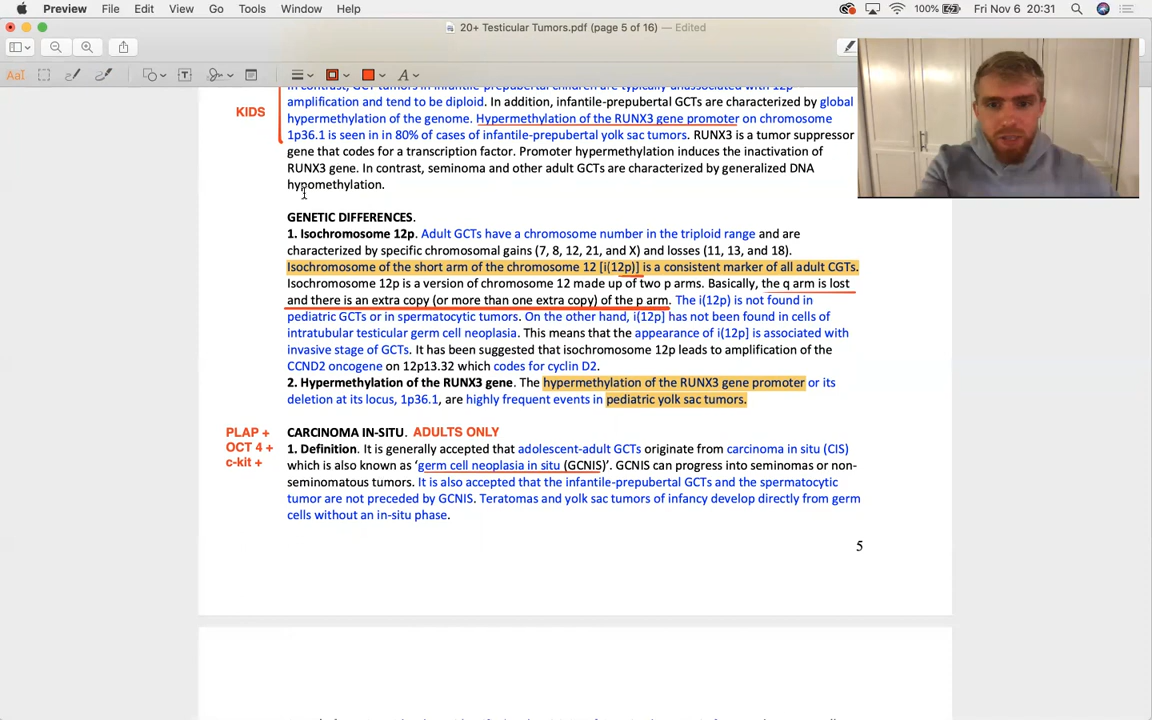 Preview File Edit View Go Tools Window Help 100% Fri Nov 6 20:31
20+ Testicular Tumors.pdf (page 5 of 16) — Edited
AaI
In contrast, GCT tumors in infantile-prepubertal children are typically unassociated with 12p
KIDS
amplification and tend to be diploid. In addition, infantile-prepubertal GCTs are characterized by global
hypermethylation of the genome. Hypermethylation of the RUNX3 gene promoter on chromosome
1p36.1 is seen in in 80% of cases of infantile-prepubertal yolk sac tumors. RUNX3 is a tumor suppressor
gene that codes for a transcription factor. Promoter hypermethylation induces the inactivation of
RUNX3 gene. In contrast, seminoma and other adult GCTs are characterized by generalized DNA
hypomethylation.
GENETIC DIFFERENCES.
1. Isochromosome 12p. Adult GCTs have a chromosome number in the triploid range and are
characterized by specific chromosomal gains (7, 8, 12, 21, and X) and losses (11, 13, and 18).
Isochromosome of the short arm of the chromosome 12 [i(12p)] is a consistent marker of all adult CGTs.
Isochromosome 12p is a version of chromosome 12 made up of two p arms. Basically, the q arm is lost
and there is an extra copy (or more than one extra copy) of the p arm. The i(12p) is not found in
pediatric GCTs or in spermatocytic tumors. On the other hand, i(12p] has not been found in cells of
intratubular testicular germ cell neoplasia. This means that the appearance of i(12p] is associated with
invasive stage of GCTs. It has been suggested that isochromosome 12p leads to amplification of the
CCND2 oncogene on 12p13.32 which codes for cyclin D2.
2. Hypermethylation of the RUNX3 gene. The hypermethylation of the RUNX3 gene promoter or its
deletion at its locus, 1p36.1, are highly frequent events in pediatric yolk sac tumors.
PLAP +
OCT 4 +
c-kit +
CARCINOMA IN-SITU. ADULTS ONLY
1. Definition. It is generally accepted that adolescent-adult GCTs originate from carcinoma in situ (CIS)
which is also known as ‘germ cell neoplasia in situ (GCNIS)’. GCNIS can progress into seminomas or non-
seminomatous tumors. It is also accepted that the infantile-prepubertal GCTs and the spermatocytic
tumor are not preceded by GCNIS. Teratomas and yolk sac tumors of infancy develop directly from germ
cells without an in-situ phase.
5